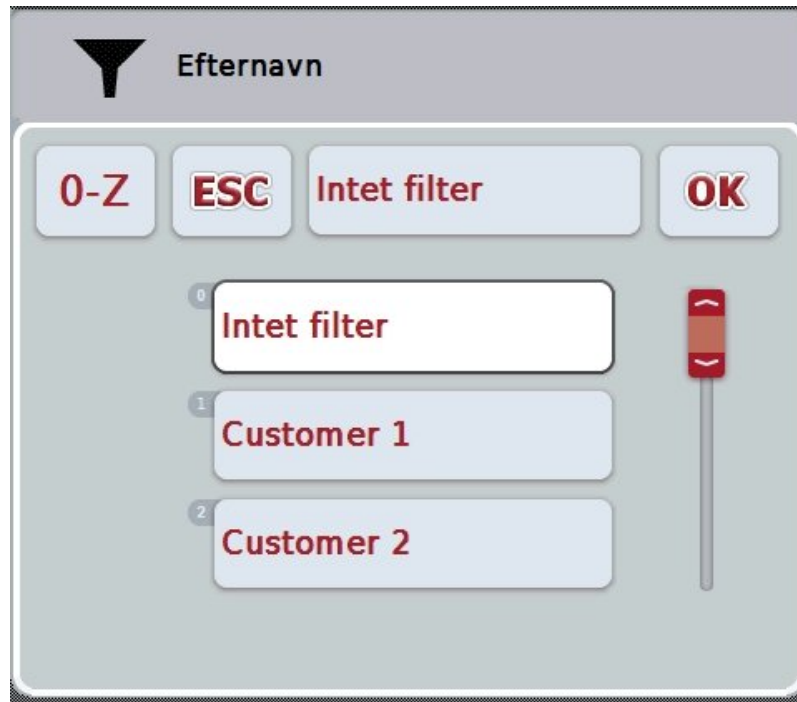 Efternavn
0-Z ESC Intet filter OK
0
Intet filter
1
Customer 1
2
Customer 2